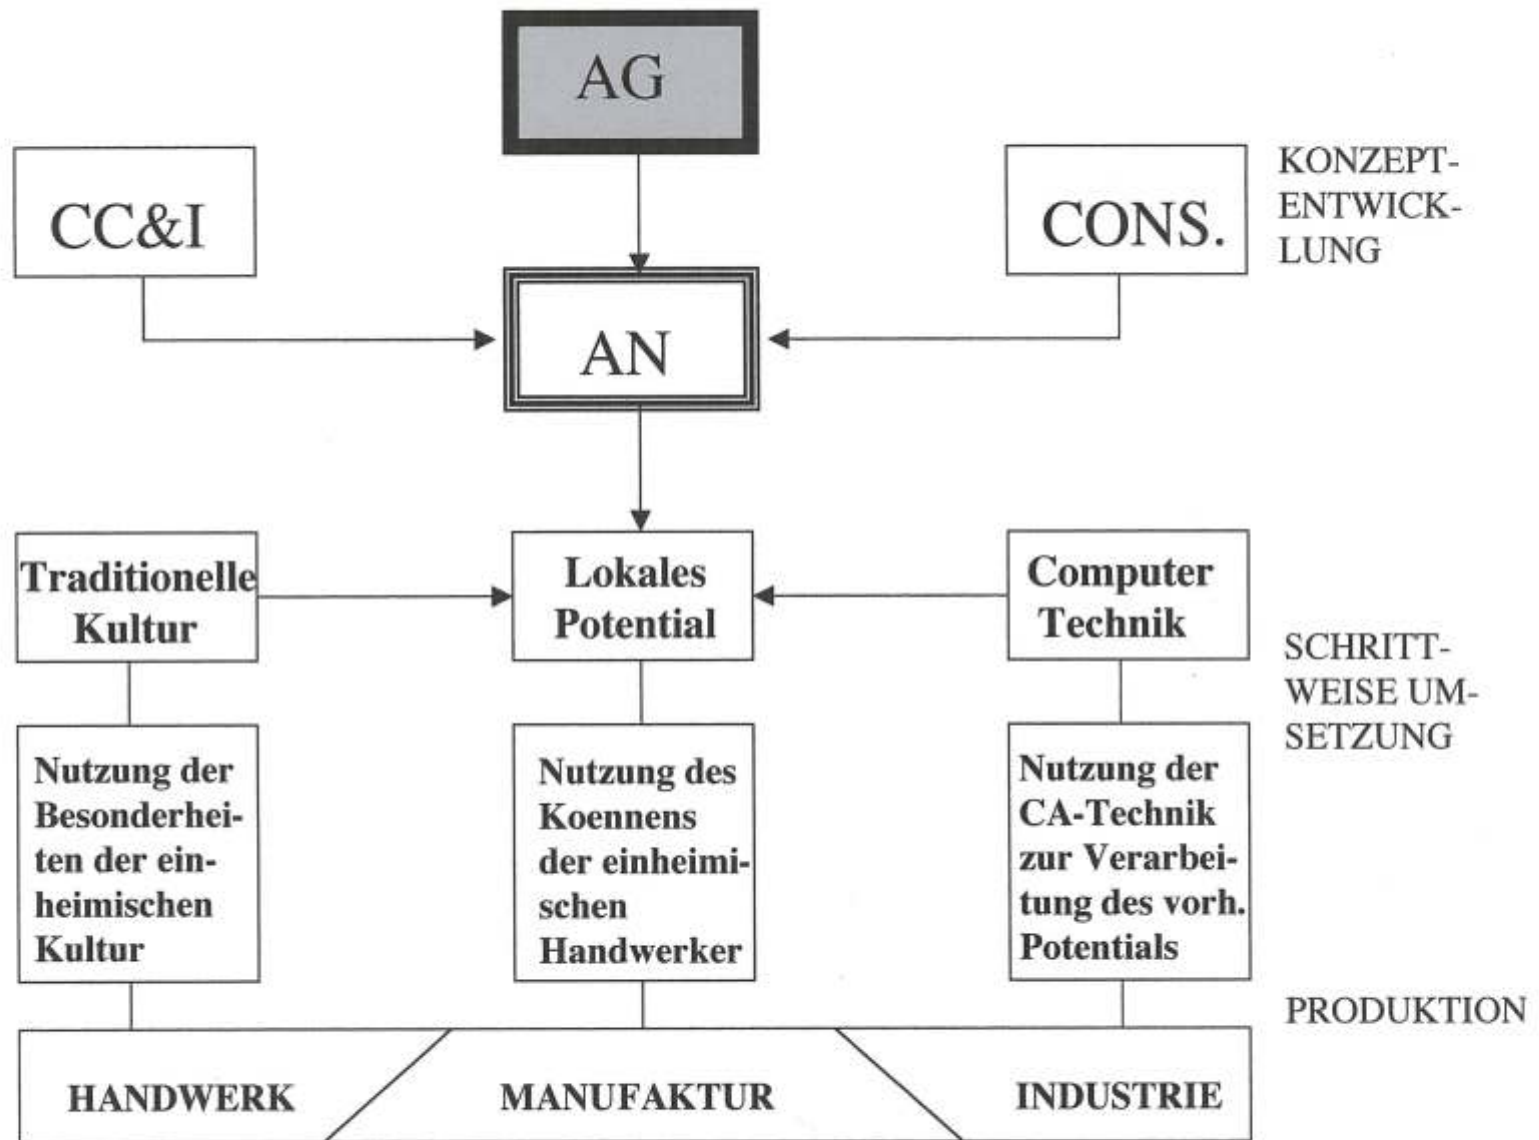 AG
CC&I
CONS.
KONZEPT-
ENTWICK-
LUNG
AN
Traditionelle
Kultur
Lokales
Potential
Computer
Technik
SCHRITT-
WEISE UM-
SETZUNG
Nutzung der
Besonderhei-
ten der ein-
heimischen
Kultur
Nutzung des
Koennens
der einheimi-
schen
Handwerker
Nutzung der
CA-Technik
zur Verarbei-
tung des vorh.
Potentials
PRODUKTION
HANDWERK
MANUFAKTUR
INDUSTRIE